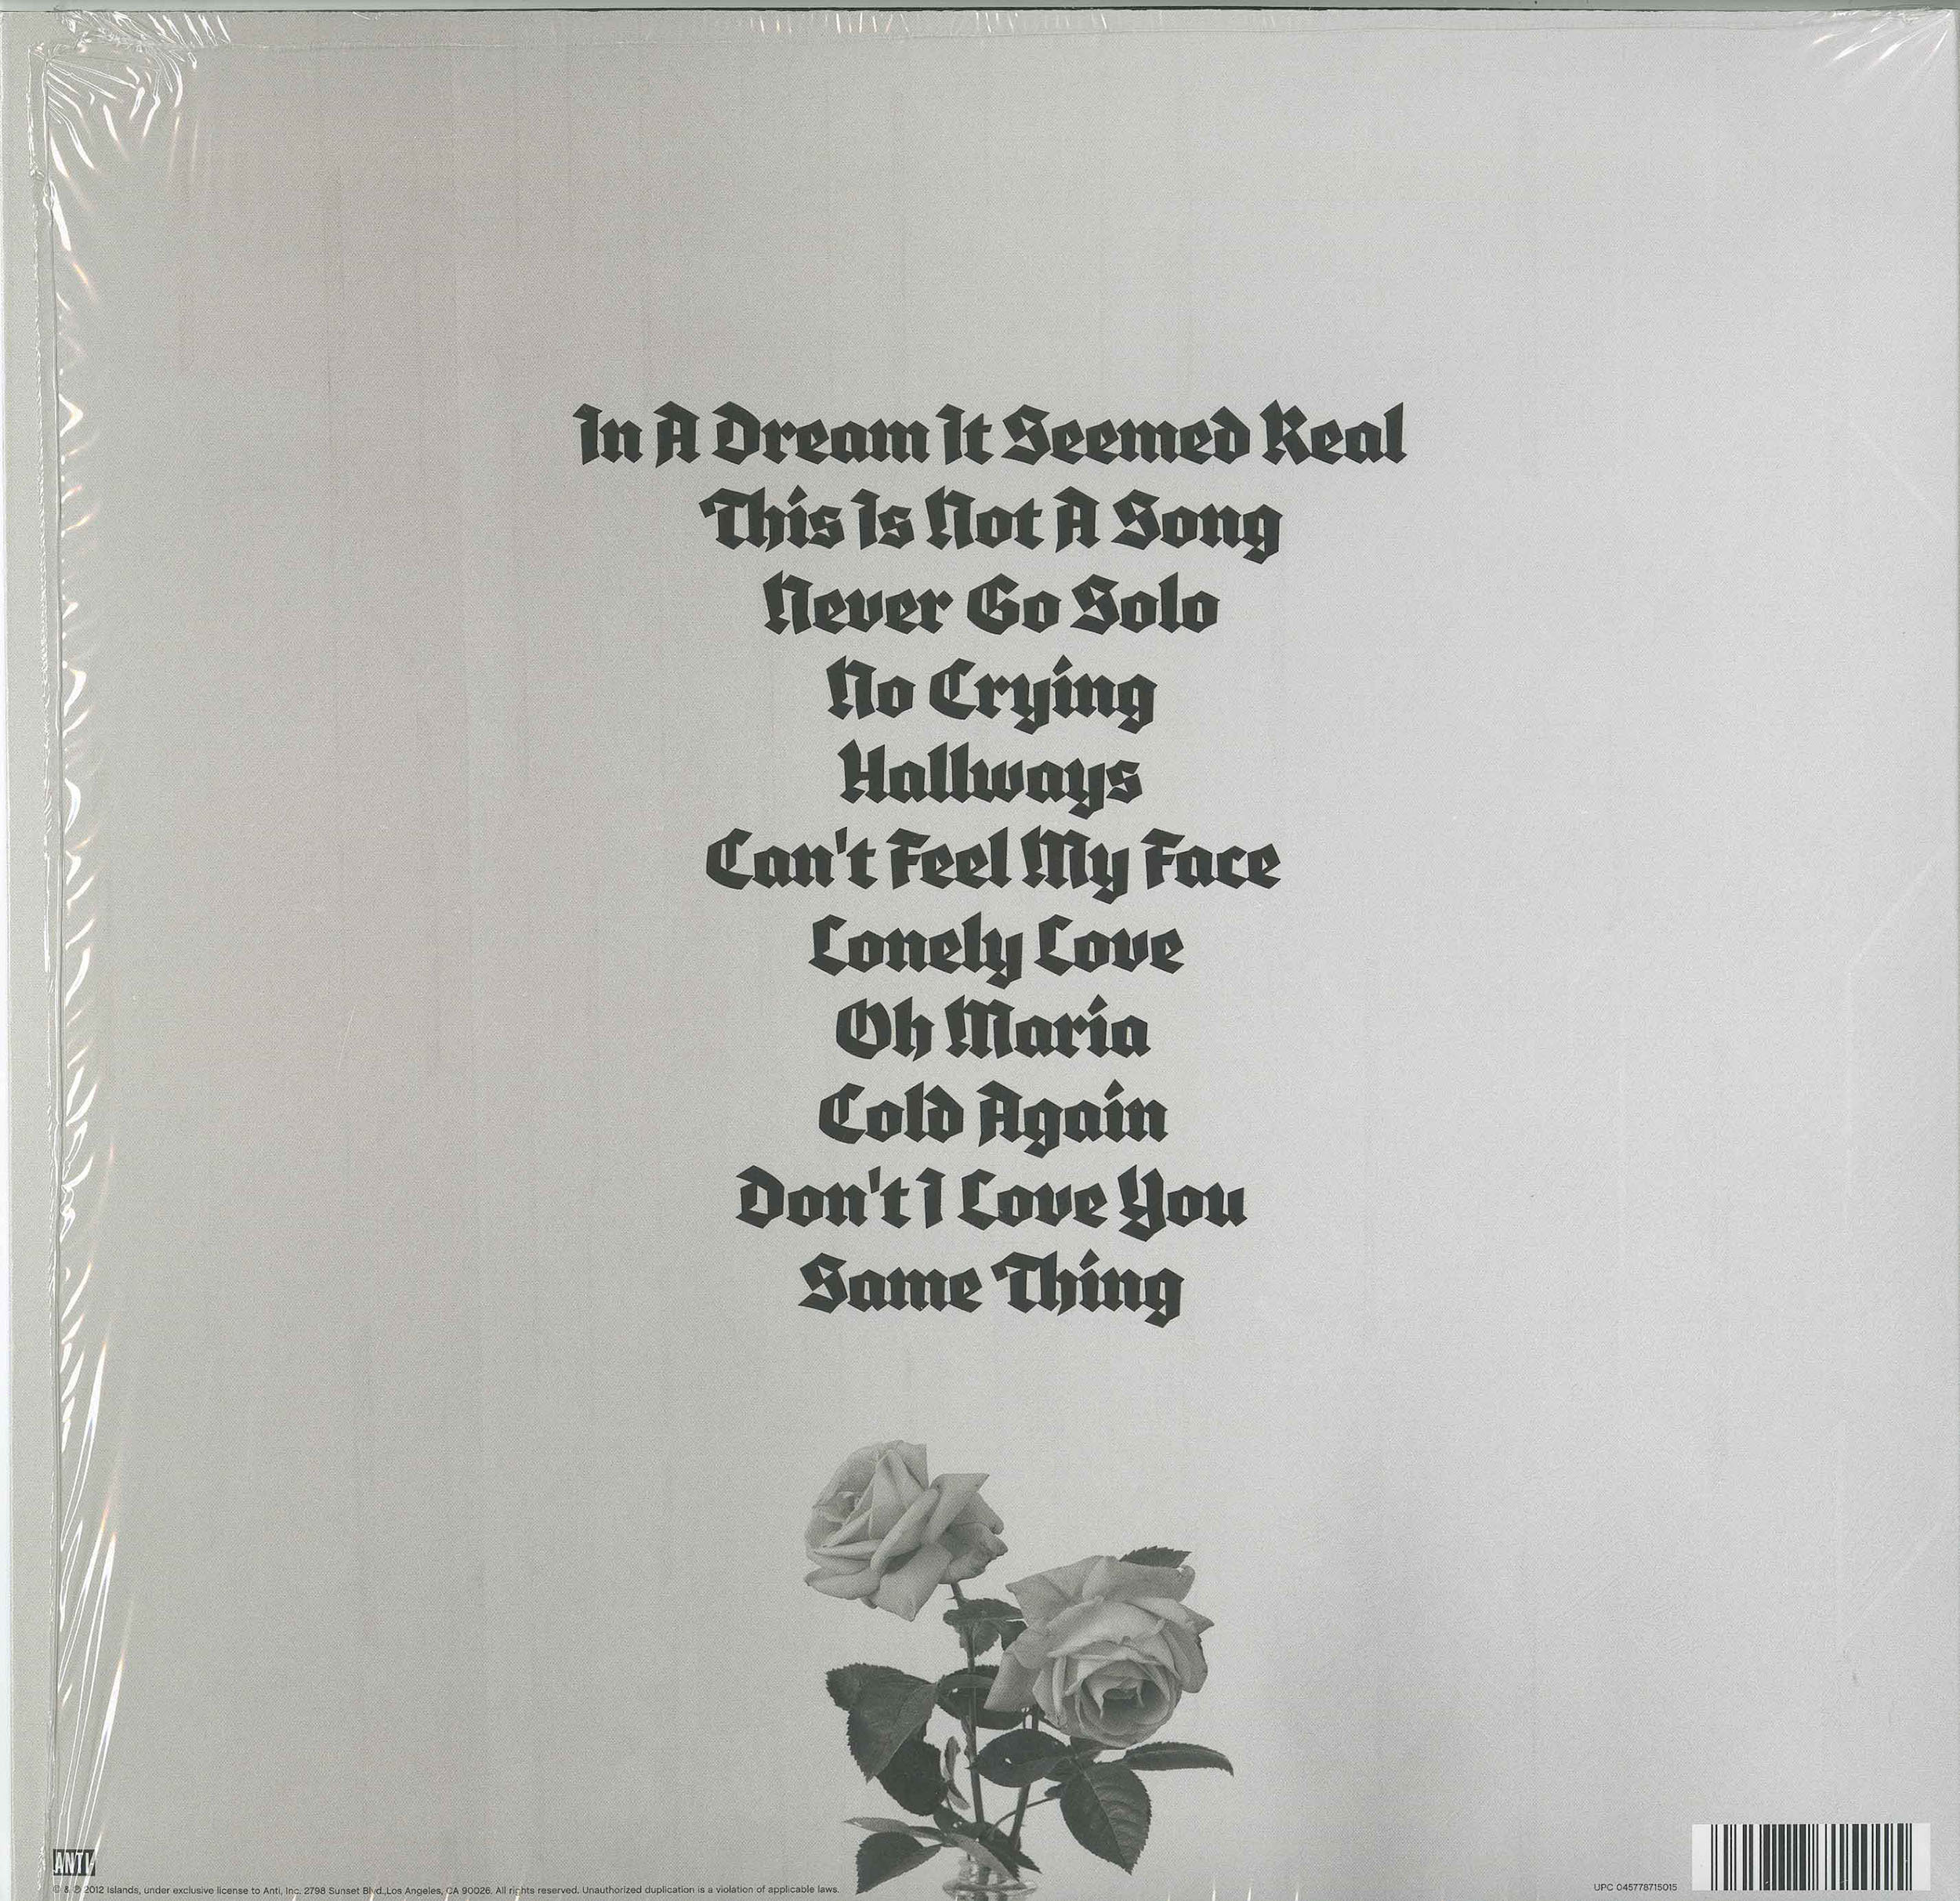 In A Dream It Seemed Real
This Is Not A Song
Never Go Solo
No Crying
Hallways
Can't Feel My Face
Lonely Love
Oh Maria
Cold Again
Don't I Love You
Same Thing
ANTI-
© & ℗ 2012 Islands, under exclusive license to Anti, Inc. 2798 Sunset Blvd.,Los Angeles, CA 90026. All rights reserved. Unauthorized duplication is a violation of applicable laws.
UPC 045778715015